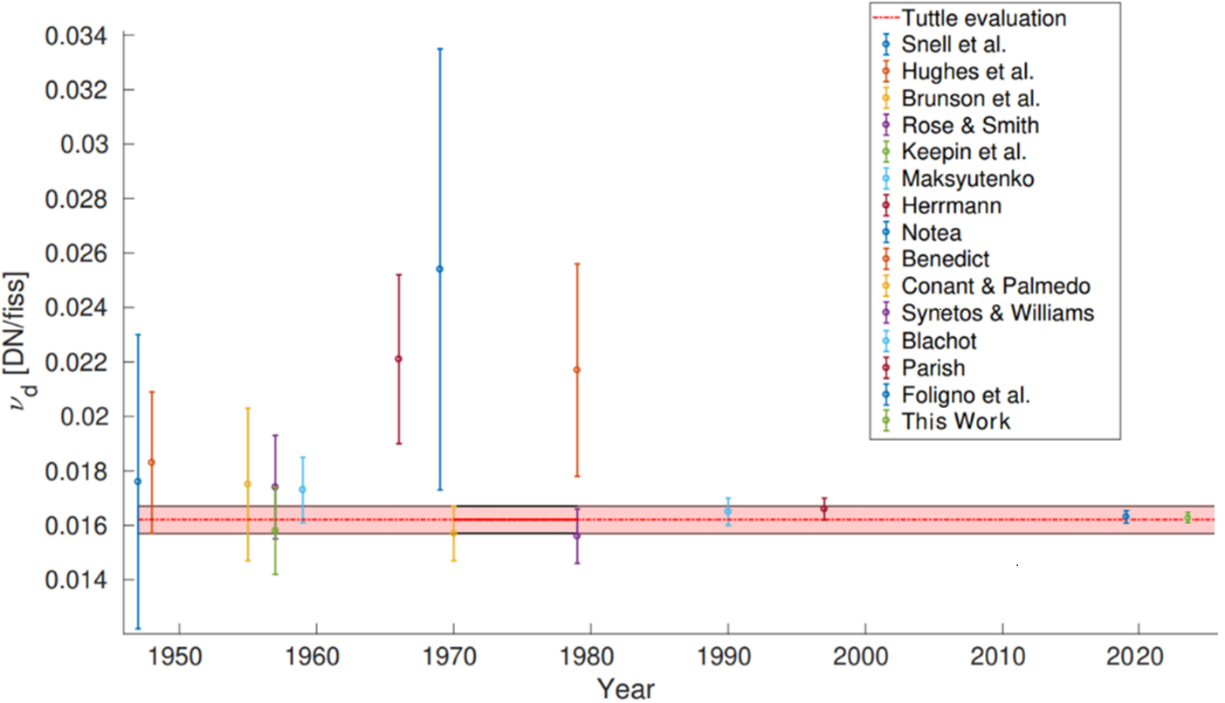 0.034
0.032
0.03
0.028
0.026
0.024
0.022
0.02
0.018
0.016
0.014
νd [DN/fiss]
1950 1960 1970 1980 1990 2000 2010 2020
Year
Tuttle evaluation
Snell et al.
Hughes et al.
Brunson et al.
Rose & Smith
Keepin et al.
Maksyutenko
Herrmann
Notea
Benedict
Conant & Palmedo
Synetos & Williams
Blachot
Parish
Foligno et al.
This Work